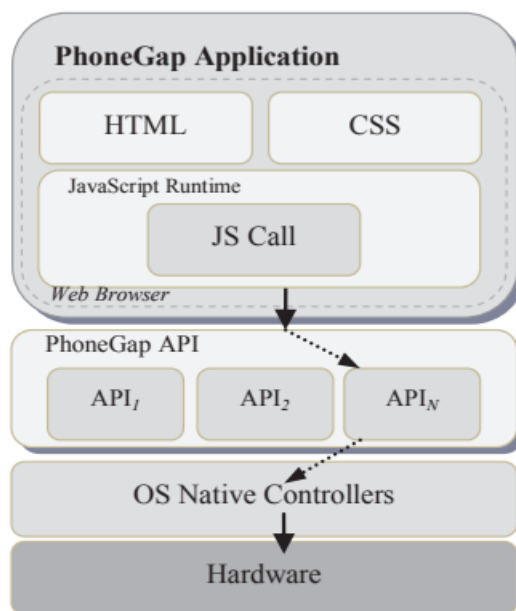 PhoneGap Application
HTML CSS
JavaScript Runtime
JS Call
Web Browser
PhoneGap API
API1 API2 APIN
OS Native Controllers
Hardware